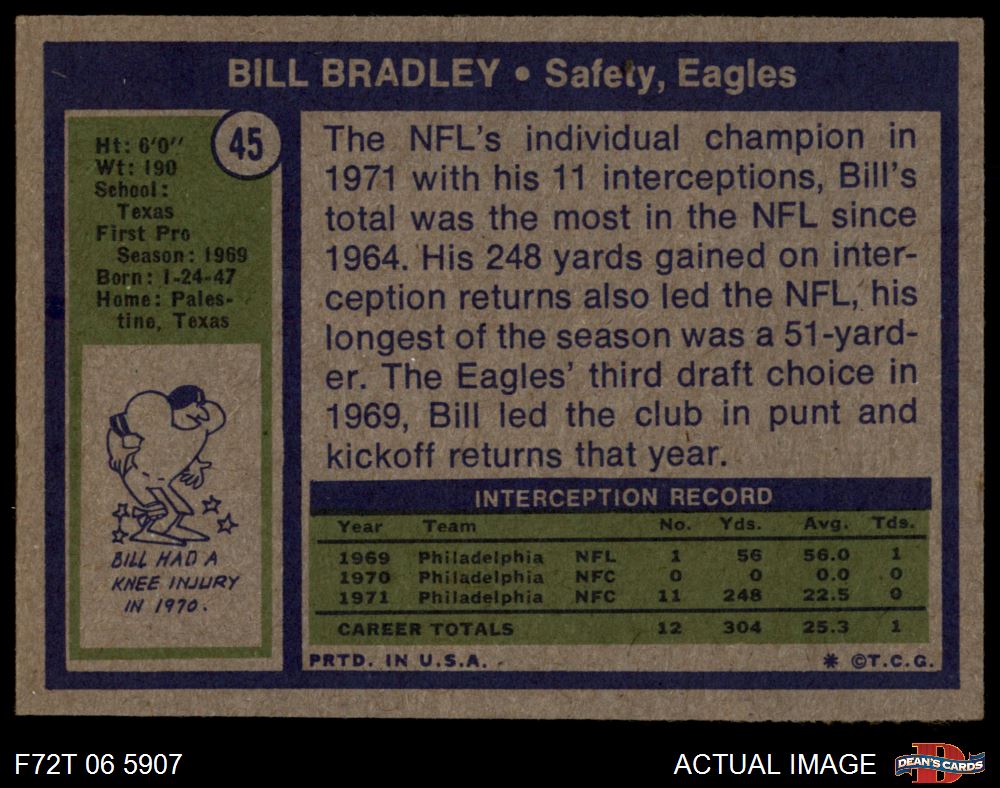 BILL BRADLEY • Safety, Eagles
45
Ht: 6'0"
Wt: 190
School:
Texas
First Pro
Season: 1969
Born: 1-24-47
Home: Pales-
tine, Texas
BILL HAD A
KNEE INJURY
IN 1970.
The NFL's individual champion in
1971 with his 11 interceptions, Bill's
total was the most in the NFL since
1964. His 248 yards gained on inter-
ception returns also led the NFL, his
longest of the season was a 51-yard-
er. The Eagles' third draft choice in
1969, Bill led the club in punt and
kickoff returns that year.
INTERCEPTION RECORD
Year Team No. Yds. Avg. Tds.
1969 Philadelphia NFL 1 56 56.0 1
1970 Philadelphia NFC 0 0 0.0 0
1971 Philadelphia NFC 11 248 22.5 0
CAREER TOTALS 12 304 25.3 1
PRTD. IN U.S.A. * ©T.C.G.
F72T 06 5907 ACTUAL IMAGE DEAN'S CARDS